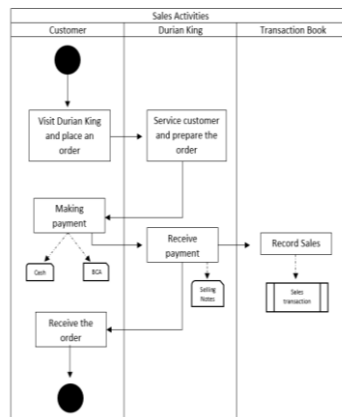 Sales Activities
Customer
Durian King
Transaction Book
Visit Durian King
and place an
order
Service customer
and prepare the
order
Making
payment
Receive
payment
Record Sales
Cash
BCA
Selling
Notes
Sales
transaction
Receive the
order